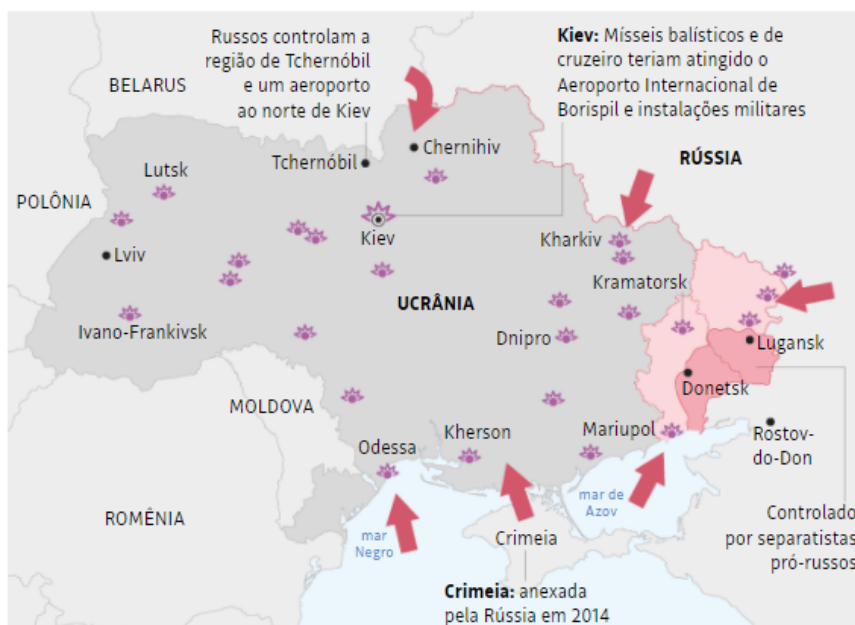 Russos controlam a
região de Tchernóbil
e um aeroporto
ao norte de Kiev
Kiev: Mísseis balísticos e de
cruzeiro teriam atingido o
Aeroporto Internacional de
Borispil e instalações militares
BELARUS
Chernihiv
Tchernóbil
RÚSSIA
Lutsk
POLÔNIA
Kiev
Kharkiv
Lviv
Kramatorsk
UCRÂNIA
Ivano-Frankivsk
Dnipro
Lugansk
Donetsk
MOLDOVA
Kherson
Mariupol
Odessa
Rostov-
do-Don
mar de
Azov
ROMÊNIA
mar
Negro
Crimeia
Controlado
por separatistas
pró-russos
Crimeia: anexada
pela Rússia em 2014